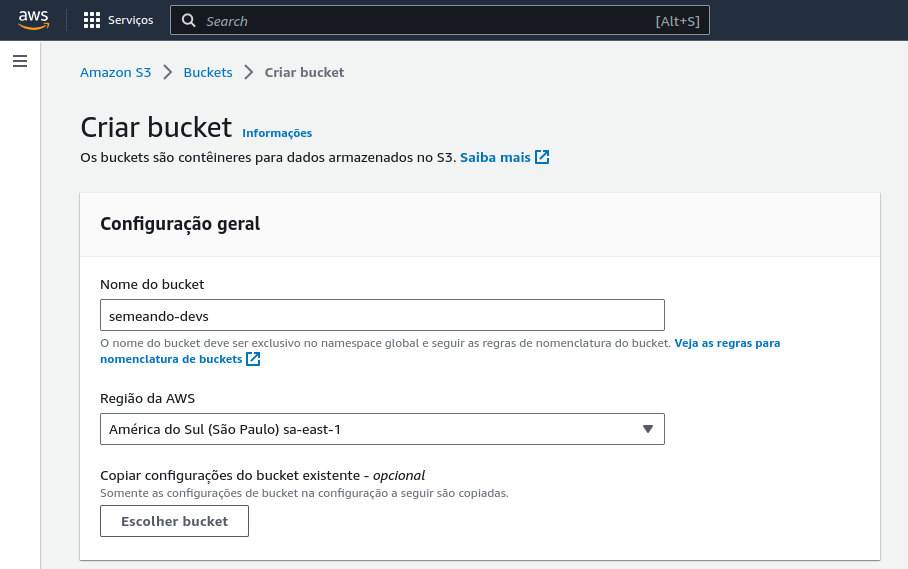 aws
Serviços
Search [Alt+S]
Amazon S3 Buckets Criar bucket
Criar bucket Informações
Os buckets são contêineres para dados armazenados no S3. Saiba mais
Configuração geral
Nome do bucket
semeando-devs
O nome do bucket deve ser exclusivo no namespace global e seguir as regras de nomenclatura do bucket. Veja as regras para
nomenclatura de buckets
Região da AWS
América do Sul (São Paulo) sa-east-1
Copiar configurações do bucket existente - opcional
Somente as configurações de bucket na configuração a seguir são copiadas.
Escolher bucket